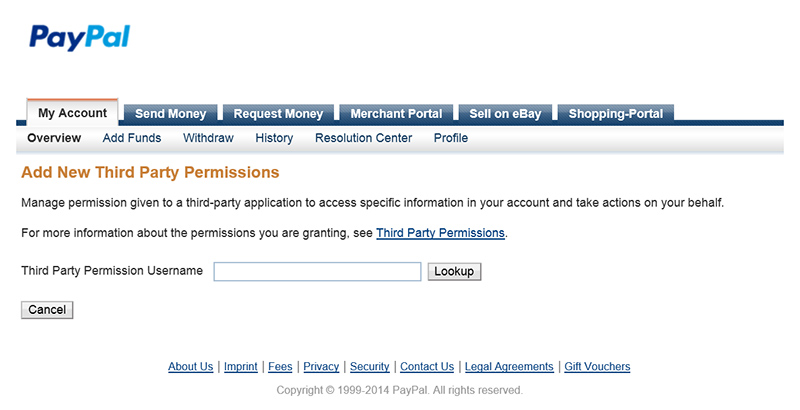 PayPal
My Account Send Money Request Money Merchant Portal Sell on eBay Shopping-Portal
Overview Add Funds Withdraw History Resolution Center Profile
Add New Third Party Permissions
Manage permission given to a third-party application to access specific information in your account and take actions on your behalf.
For more information about the permissions you are granting, see Third Party Permissions.
Third Party Permission Username Lookup
Cancel
About Us | Imprint | Fees | Privacy | Security | Contact Us | Legal Agreements | Gift Vouchers
Copyright © 1999-2014 PayPal. All rights reserved.